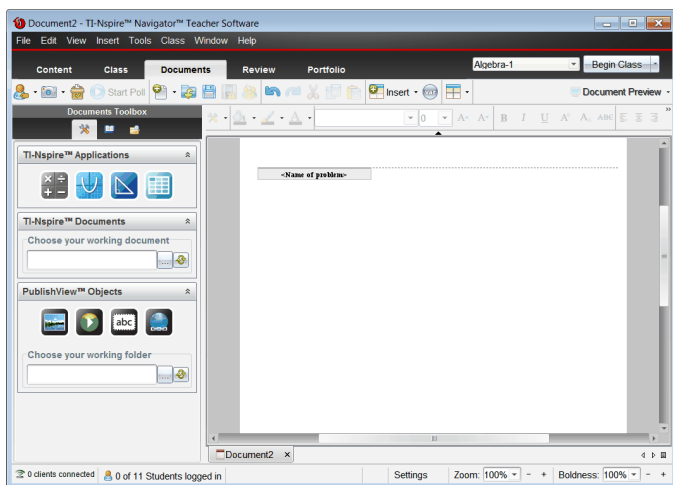 Document2 - TI-Nspire™ Navigator™ Teacher Software
File Edit View Insert Tools Class Window Help
Content Class Documents Review Portfolio Algebra-1 Begin Class
Start Poll Insert Document Preview
Documents Toolbox
0 A+ A- B I U ABC
TI-Nspire™ Applications
<Name of problem>
TI-Nspire™ Documents
Choose your working document
...
PublishView™ Objects
abc
Choose your working folder
...
Document2
0 clients connected 0 of 11 Students logged in Settings Zoom: 100% - + Boldness: 100% - +